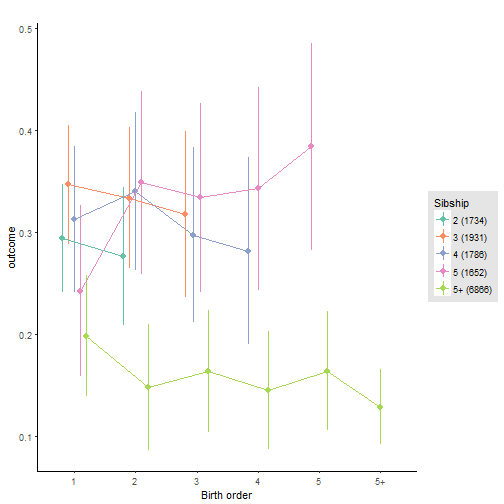 0.5
0.4
0.3
0.2
0.1
outcome
1 2 3 4 5 5+
Birth order
Sibship
2 (1734)
3 (1931)
4 (1786)
5 (1652)
5+ (6866)